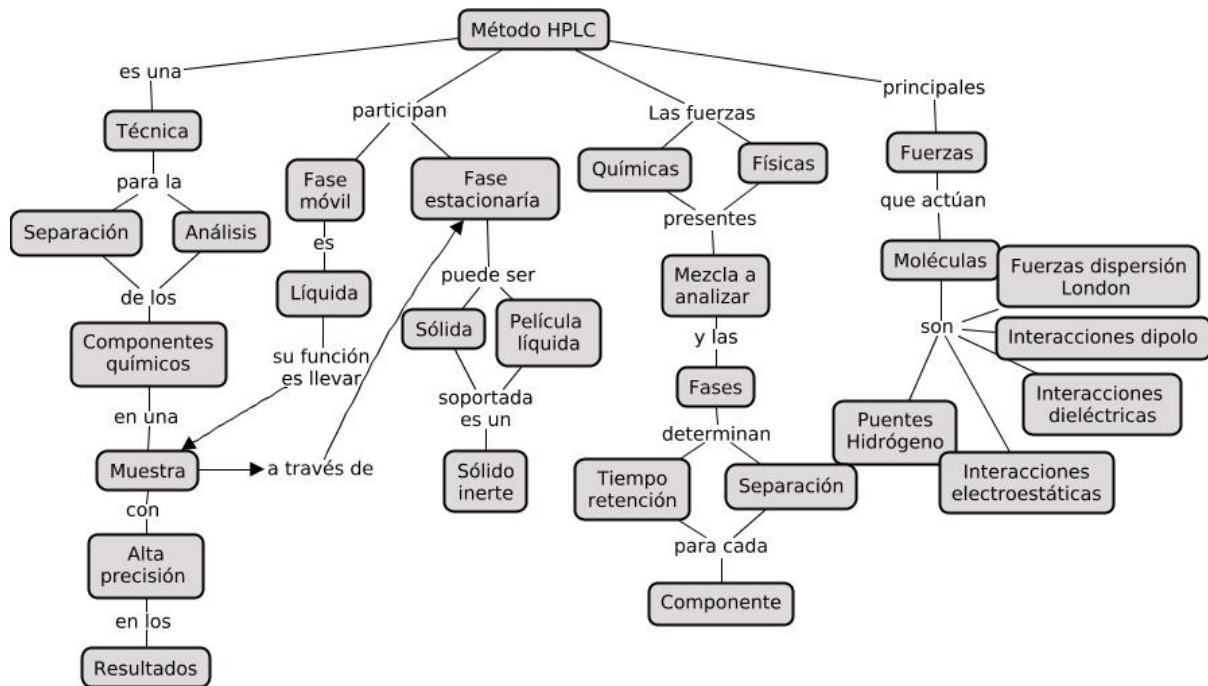 Método HPLC
es una
Técnica
para la
Separación
Análisis
de los
Componentes
químicos
en una
Muestra
con
Alta
precisión
en los
Resultados
participan
Fase
móvil
es
Líquida
su función
es llevar
a través de
Fase
estacionaría
puede ser
Sólida
Película
líquida
soportada
es un
Sólido
inerte
Las fuerzas
Químicas
Físicas
presentes
Mezcla a
analizar
y las
Fases
determinan
Tiempo
retención
Separación
para cada
Componente
principales
Fuerzas
que actúan
Moléculas
son
Fuerzas dispersión
London
Interacciones dipolo
Interacciones
dieléctricas
Puentes
Hidrógeno
Interacciones
electroestáticas